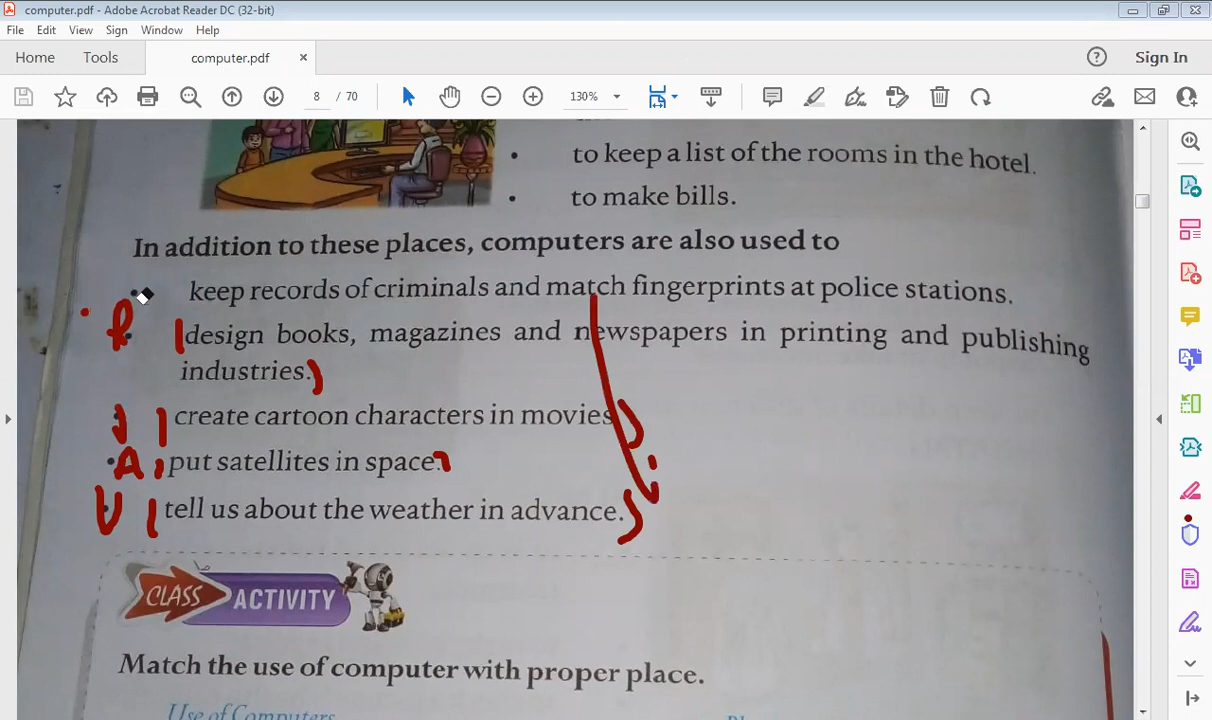 computer.pdf - Adobe Acrobat Reader DC (32-bit)
File Edit View Window Help
Home Tools computer.pdf × ? Sign In
8 / 70 130%
• to keep a list of the rooms in the hotel.
• to make bills.
In addition to these places, computers are also used to
• keep records of criminals and match fingerprints at police stations.
• design books, magazines and newspapers in printing and publishing
industries.
• create cartoon characters in movies
• put satellites in space.
• tell us about the weather in advance.
CLASS ACTIVITY
Match the use of computer with proper place.
Use of Computers